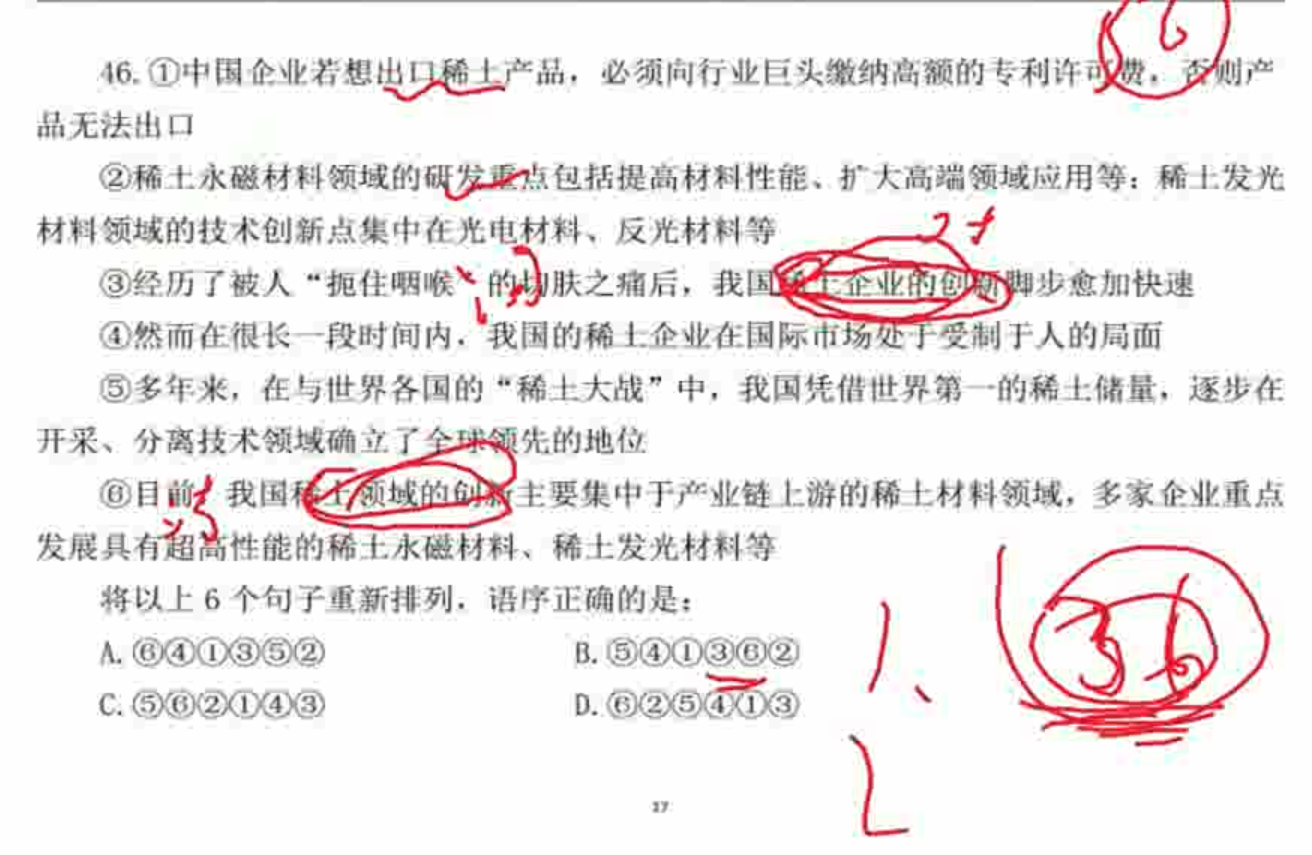 46. ①中国企业若想出口稀土产品，必须向行业巨头缴纳高额的专利许可费，否则产
品无法出口
②稀土永磁材料领域的研发重点包括提高材料性能、扩大高端领域应用等；稀土发光
材料领域的技术创新点集中在光电材料、反光材料等
③经历了被人“扼住咽喉”的切肤之痛后，我国稀土企业的创新脚步愈加快速
④然而在很长一段时间内，我国的稀土企业在国际市场处于受制于人的局面
⑤多年来，在与世界各国的“稀土大战”中，我国凭借世界第一的稀土储量，逐步在
开采、分离技术领域确立了全球领先的地位
⑥目前，我国稀土领域的创新主要集中于产业链上游的稀土材料领域，多家企业重点
发展具有超高性能的稀土永磁材料、稀土发光材料等
将以上 6 个句子重新排列，语序正确的是：
A. ⑥④①③⑤②
B. ⑤④①③⑥②
C. ⑤⑥②①④③
D. ⑥②⑤④①③
36
37